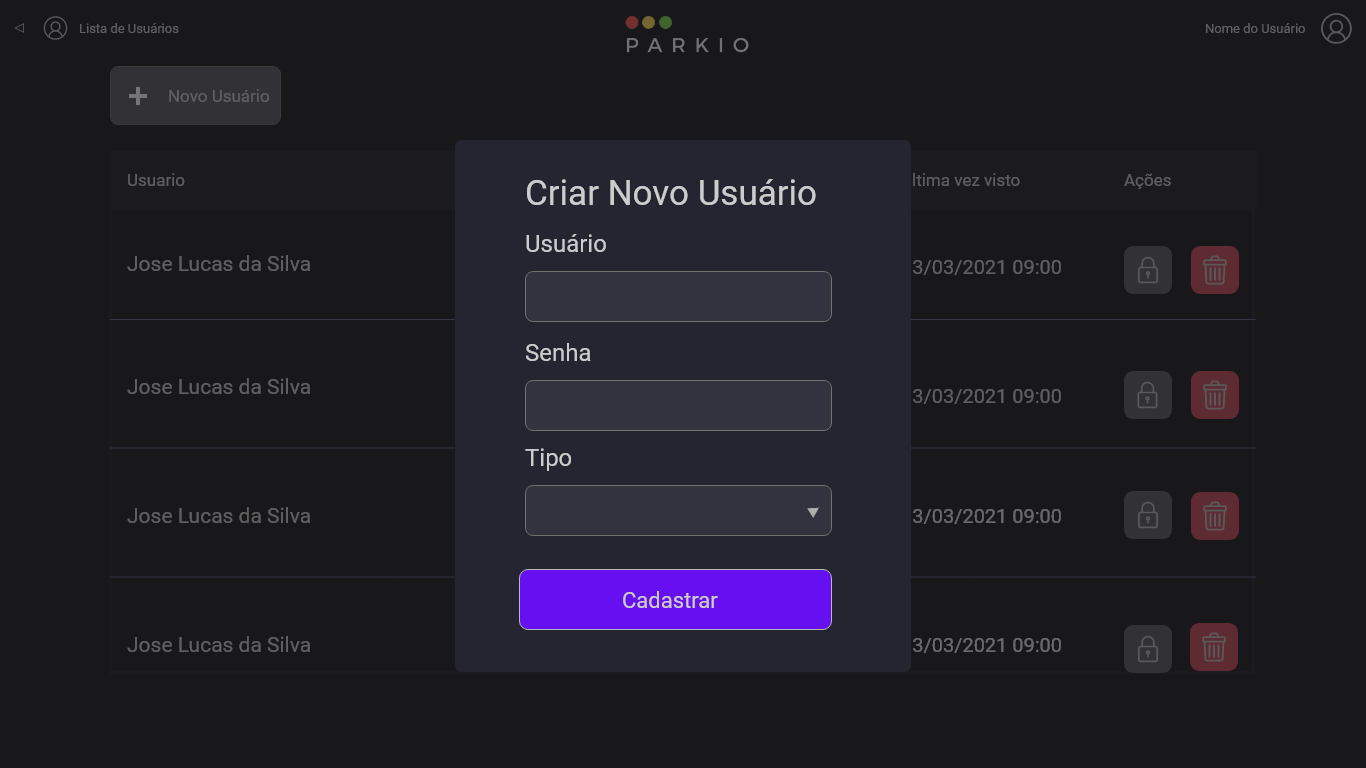 Lista de Usuários
PARKIO
Nome do Usuário
Novo Usuário
Usuario
ltima vez visto
Ações
Criar Novo Usuário
Usuário
Senha
Tipo
Cadastrar
Jose Lucas da Silva
3/03/2021 09:00
Jose Lucas da Silva
3/03/2021 09:00
Jose Lucas da Silva
3/03/2021 09:00
Jose Lucas da Silva
3/03/2021 09:00